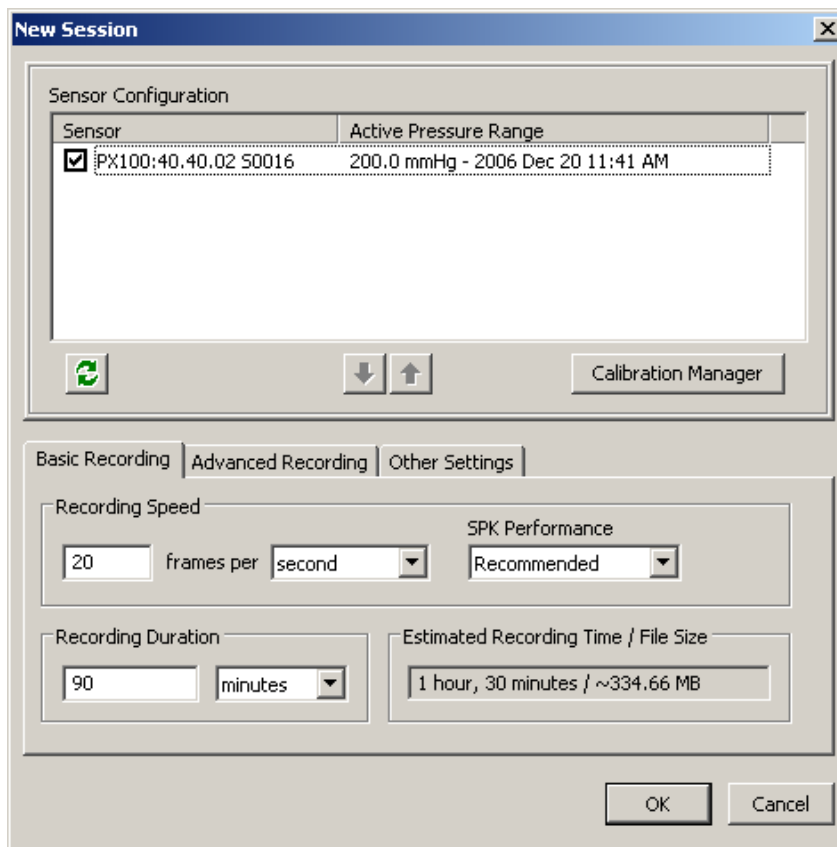 New Session
Sensor Configuration
Sensor Active Pressure Range
PX100:40.40.02 S0016 200.0 mmHg - 2006 Dec 20 11:41 AM
Calibration Manager
Basic Recording Advanced Recording Other Settings
Recording Speed
SPK Performance
20 frames per second Recommended
Recording Duration Estimated Recording Time / File Size
90 minutes 1 hour, 30 minutes / ~334.66 MB
OK Cancel